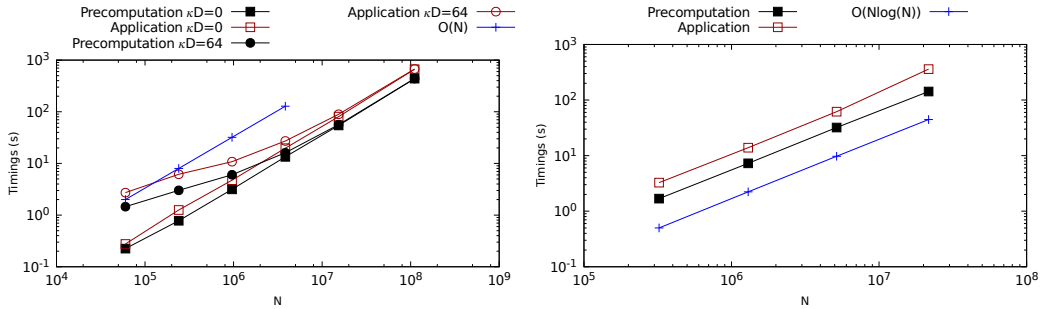 Precomputation κD=0
Application κD=0
Precomputation κD=64
Application κD=64
O(N)
10^3
10^2
10^1
10^0
10^-1
Timings (s)
10^4 10^5 10^6 10^7 10^8 10^9
N
Precomputation
Application
O(Nlog(N))
10^3
10^2
10^1
10^0
10^-1
Timings (s)
10^5 10^6 10^7 10^8
N